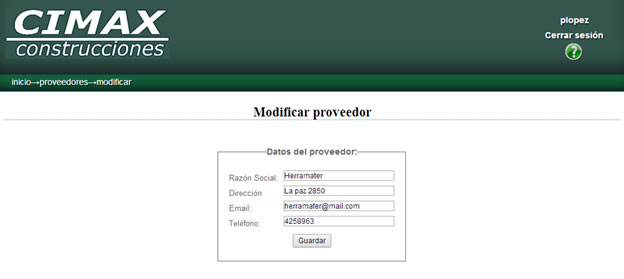 CIMAX
construcciones
plopez
Cerrar sesión
?
inicio→proveedores→modificar
Modificar proveedor
Datos del proveedor:
Razón Social: Herramater
Dirección La paz 2850
Email: herramater@mail.com
Teléfono: 4258963
Guardar